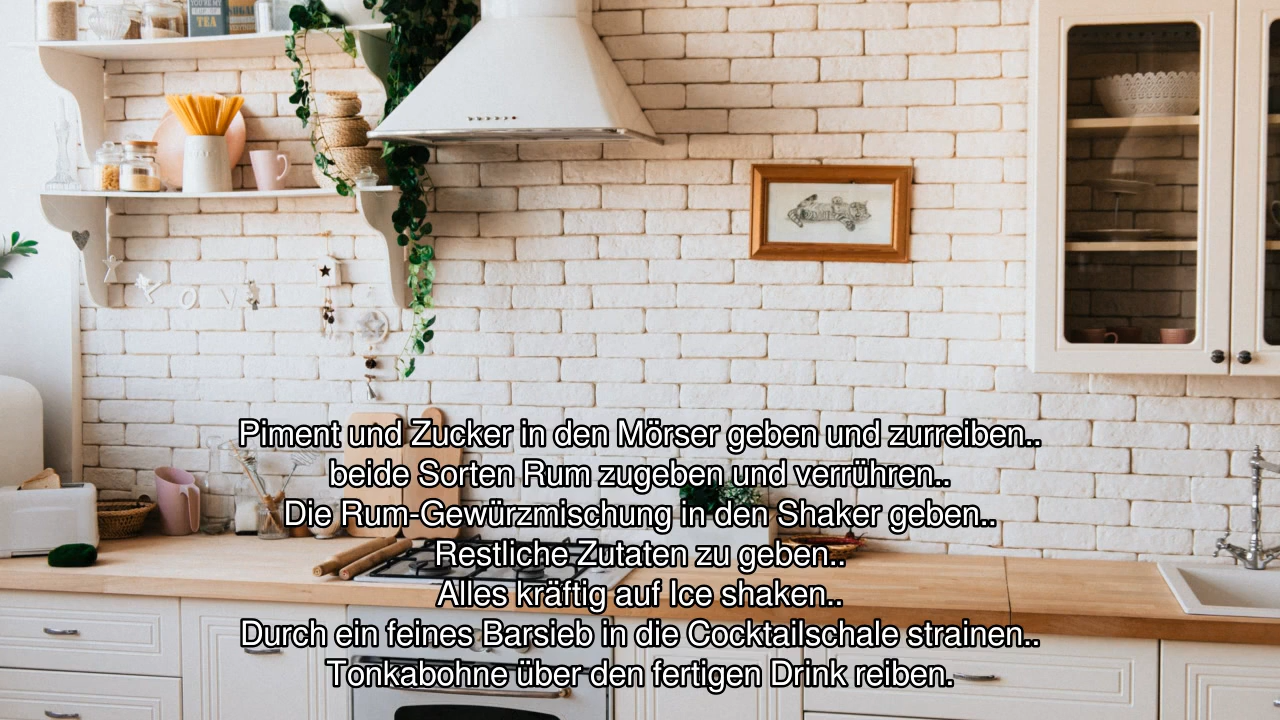 TEA
Piment und Zucker in den Mörser geben und zurreiben..
beide Sorten Rum zugeben und verrühren..
Die Rum-Gewürzmischung in den Shaker geben..
Restliche Zutaten zu geben..
Alles kräftig auf Ice shaken..
Durch ein feines Barsieb in die Cocktailschale strainen..
Tonkabohne über den fertigen Drink reiben.